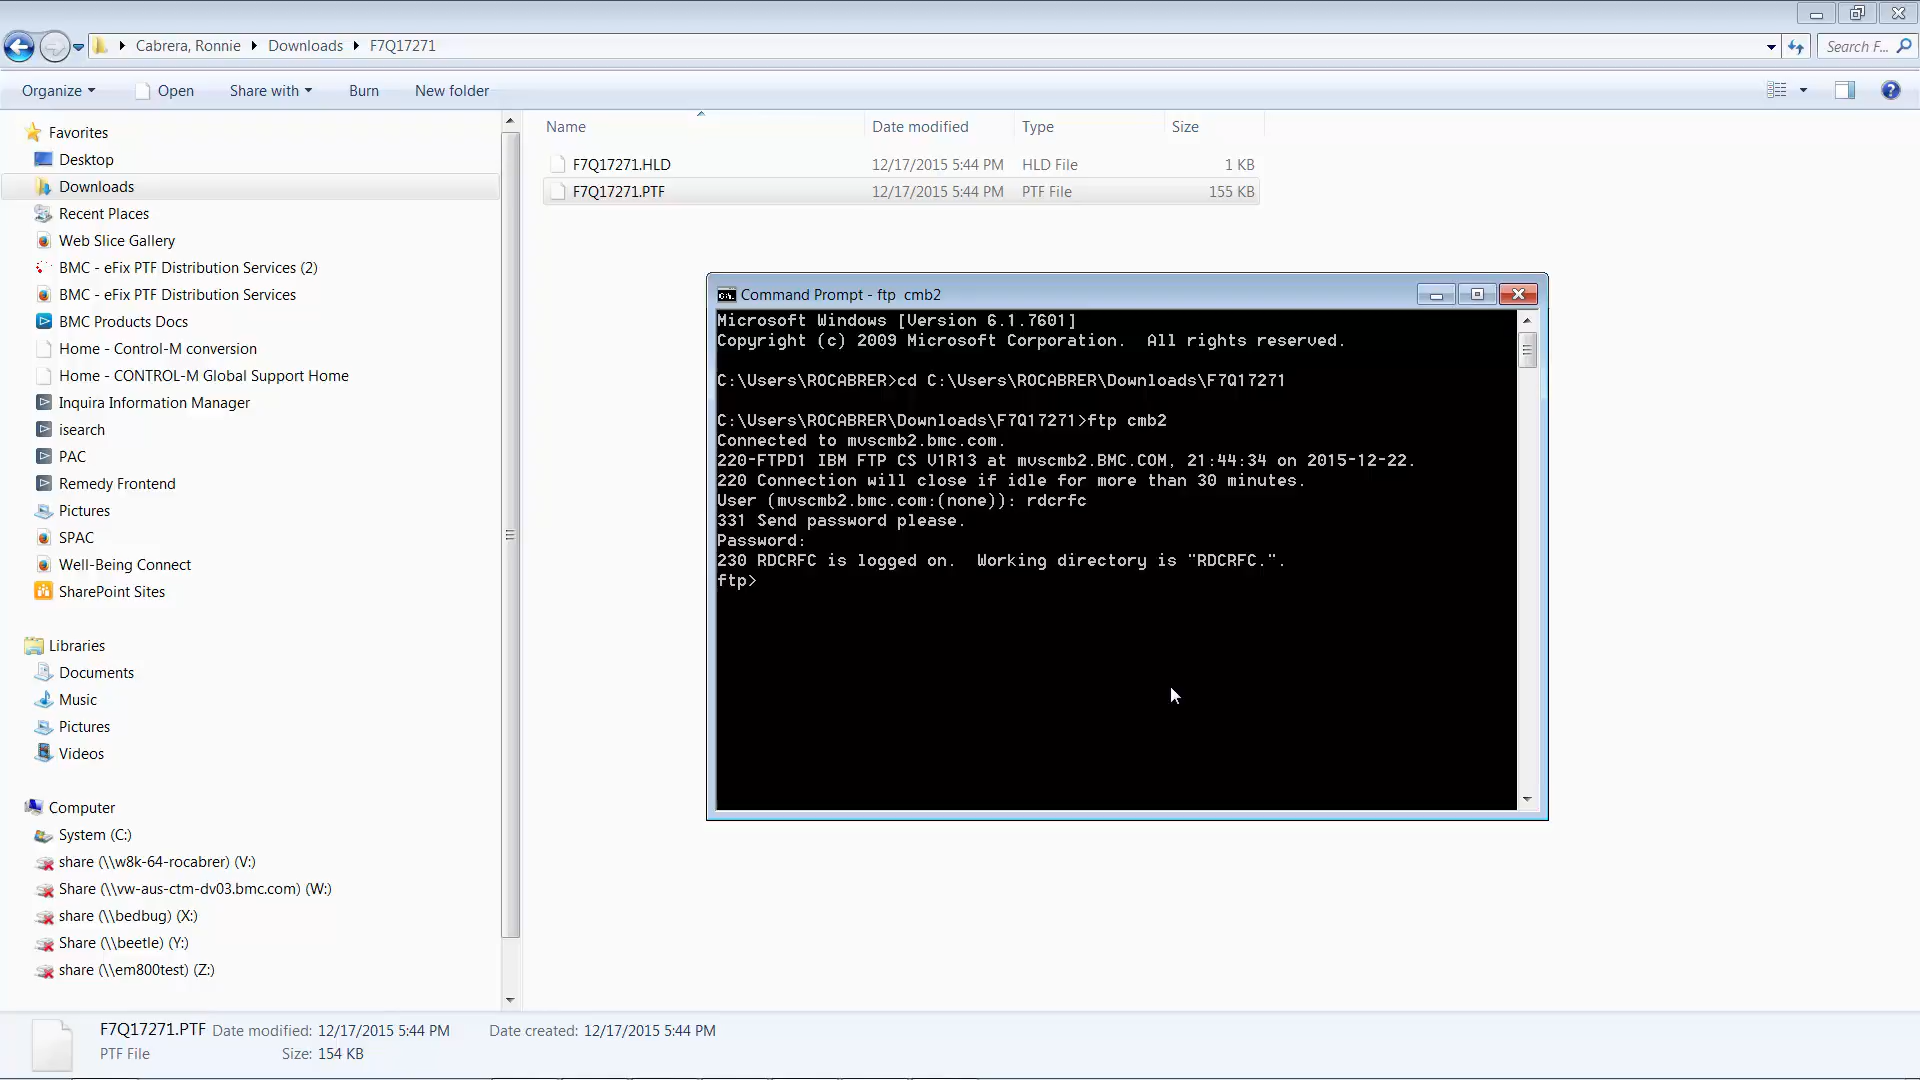 Cabrera, Ronnie Downloads F7Q17271
Search F...
Organize Open Share with Burn New folder
Name Date modified Type Size
F7Q17271.HLD 12/17/2015 5:44 PM HLD File 1 KB
F7Q17271.PTF 12/17/2015 5:44 PM PTF File 155 KB
Favorites
Desktop
Downloads
Recent Places
Web Slice Gallery
BMC - eFix PTF Distribution Services (2)
BMC - eFix PTF Distribution Services
BMC Products Docs
Home - Control-M conversion
Home - CONTROL-M Global Support Home
Inquira Information Manager
isearch
PAC
Remedy Frontend
Pictures
SPAC
Well-Being Connect
SharePoint Sites
Libraries
Documents
Music
Pictures
Videos
Computer
System (C:)
share (\\w8k-64-rocabrer) (V:)
Share (\\vw-aus-ctm-dv03.bmc.com) (W:)
share (\\bedbug) (X:)
Share (\\beetle) (Y:)
share (\\em800test) (Z:)
Command Prompt - ftp cmb2
Microsoft Windows [Version 6.1.7601]
Copyright (c) 2009 Microsoft Corporation. All rights reserved.
C:\Users\ROCABRER>cd C:\Users\ROCABRER\Downloads\F7Q17271
C:\Users\ROCABRER\Downloads\F7Q17271>ftp cmb2
Connected to mvscmb2.bmc.com.
220-FTPD1 IBM FTP CS V1R13 at mvscmb2.BMC.COM, 21:44:34 on 2015-12-22.
220 Connection will close if idle for more than 30 minutes.
User (mvscmb2.bmc.com:(none)): rdcrfc
331 Send password please.
Password:
230 RDCRFC is logged on. Working directory is "RDCRFC.".
ftp>
F7Q17271.PTF Date modified: 12/17/2015 5:44 PM Date created: 12/17/2015 5:44 PM
PTF File Size: 154 KB